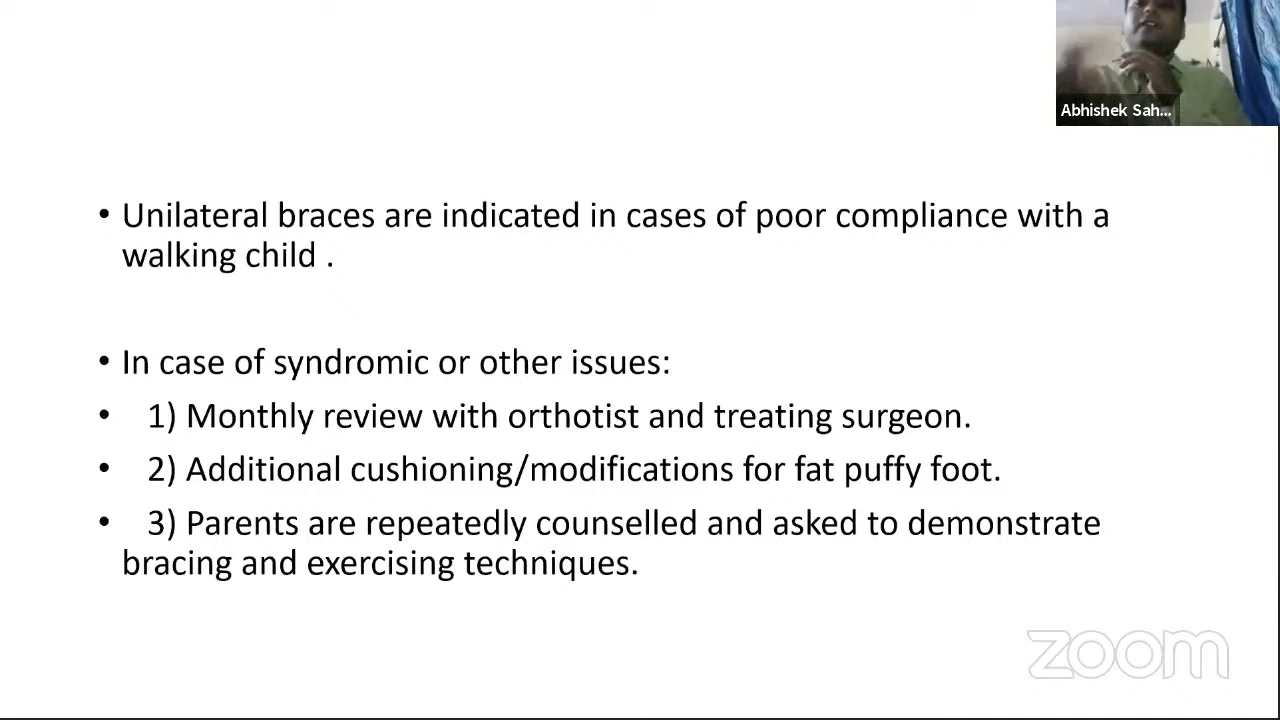 Abhishek Sah...
• Unilateral braces are indicated in cases of poor compliance with a
walking child .
• In case of syndromic or other issues:
• 1) Monthly review with orthotist and treating surgeon.
• 2) Additional cushioning/modifications for fat puffy foot.
• 3) Parents are repeatedly counselled and asked to demonstrate
bracing and exercising techniques.
zoom